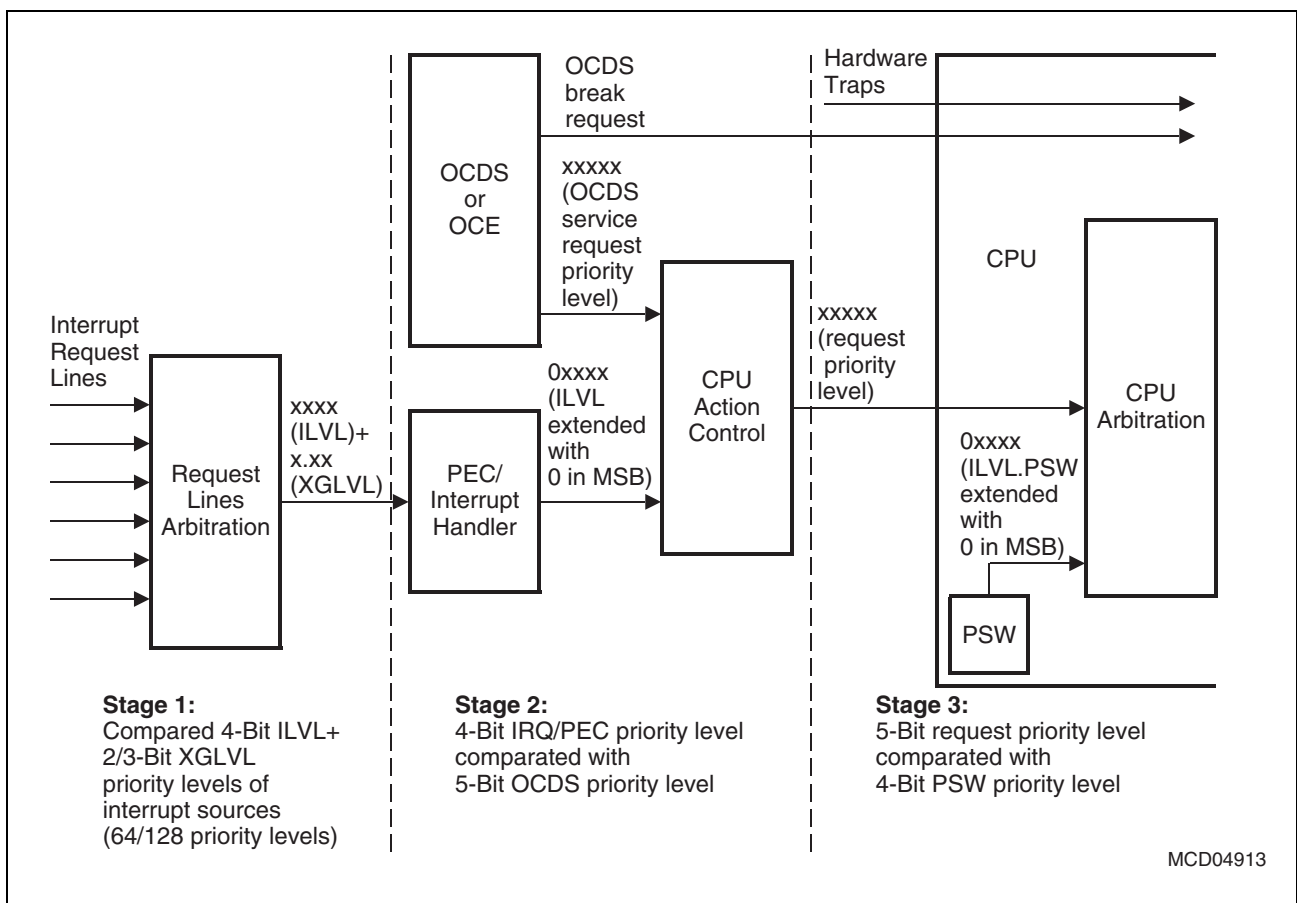 Interrupt
Request
Lines
Request
Lines
Arbitration
xxxx
(ILVL)+
x.xx
(XGLVL)
OCDS
or
OCE
OCDS
break
request
xxxxx
(OCDS
service
request
priority
level)
PEC/
Interrupt
Handler
0xxxx
(ILVL
extended
with
0 in MSB)
CPU
Action
Control
Hardware
Traps
xxxxx
(request
priority
level)
CPU
0xxxx
(ILVL.PSW
extended
with
0 in MSB)
PSW
CPU
Arbitration
Stage 1:
Compared 4-Bit ILVL+
2/3-Bit XGLVL
priority levels of
interrupt sources
(64/128 priority levels)
Stage 2:
4-Bit IRQ/PEC priority level
comparated with
5-Bit OCDS priority level
Stage 3:
5-Bit request priority level
comparated with
4-Bit PSW priority level
MCD04913